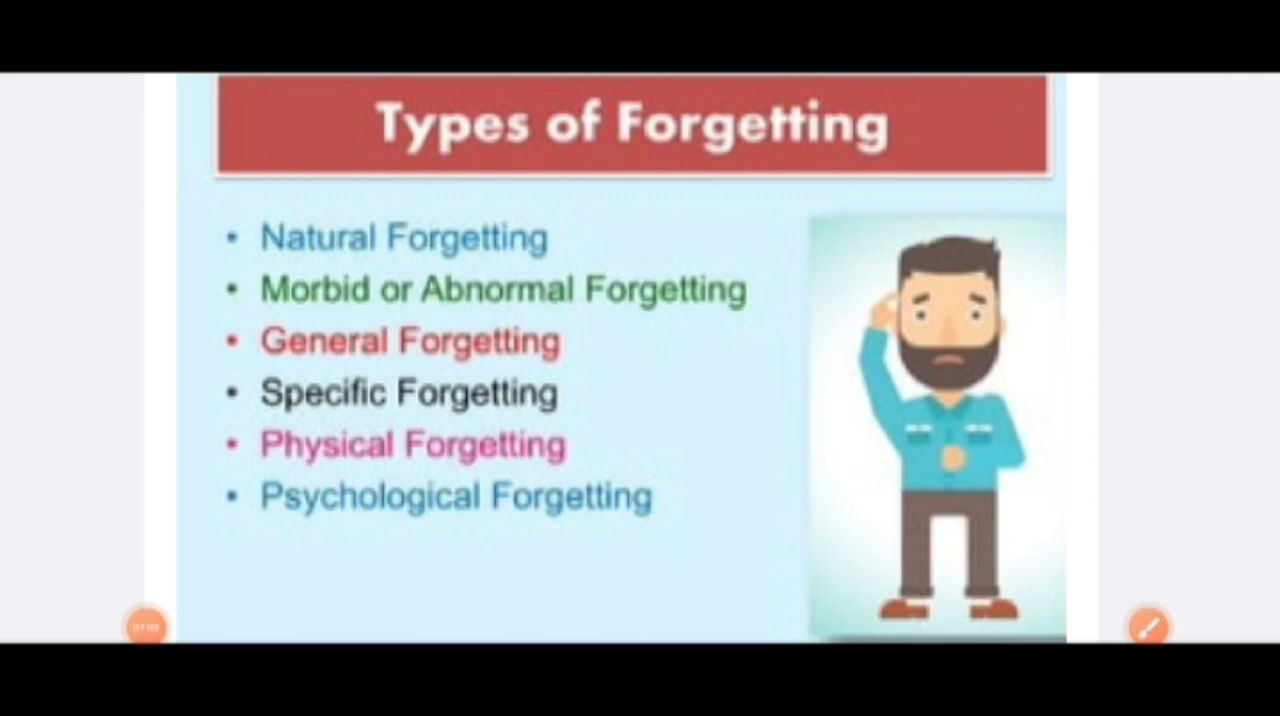 Types of Forgetting
• Natural Forgetting
• Morbid or Abnormal Forgetting
• General Forgetting
• Specific Forgetting
• Physical Forgetting
• Psychological Forgetting